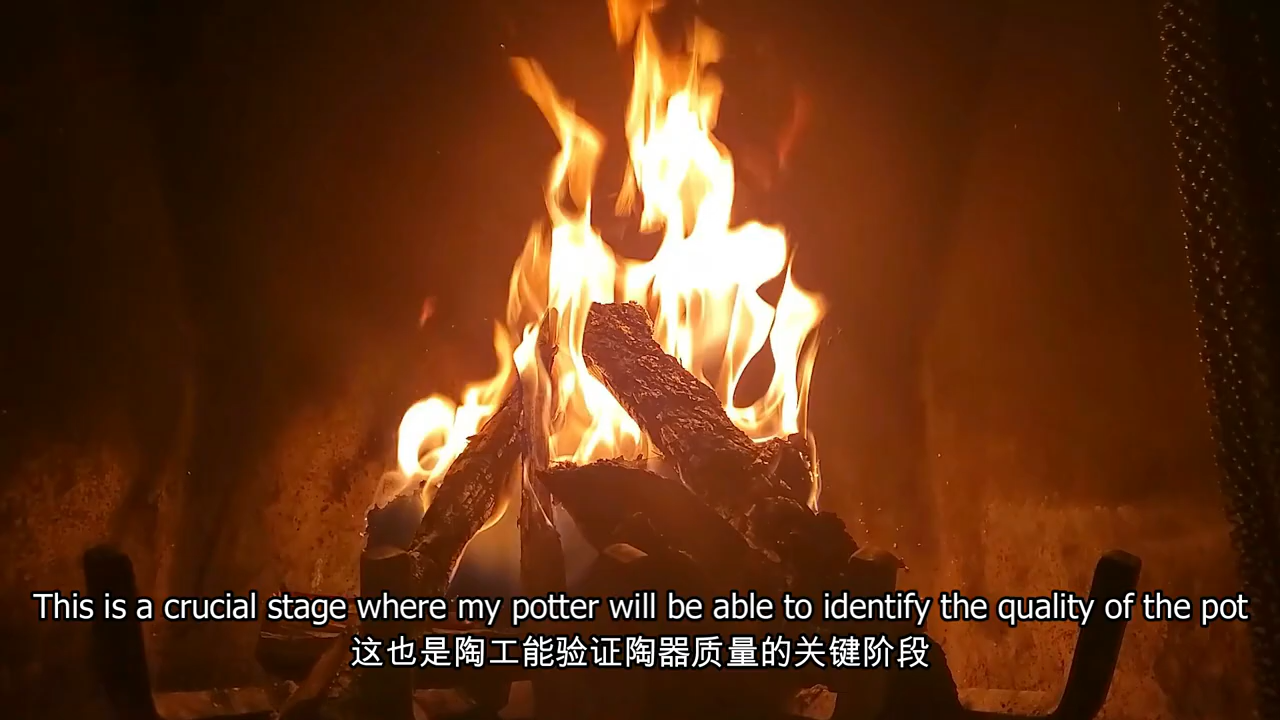 This is a crucial stage where my potter will be able to identify the quality of the pot
这也是陶工能验证陶器质量的关键阶段